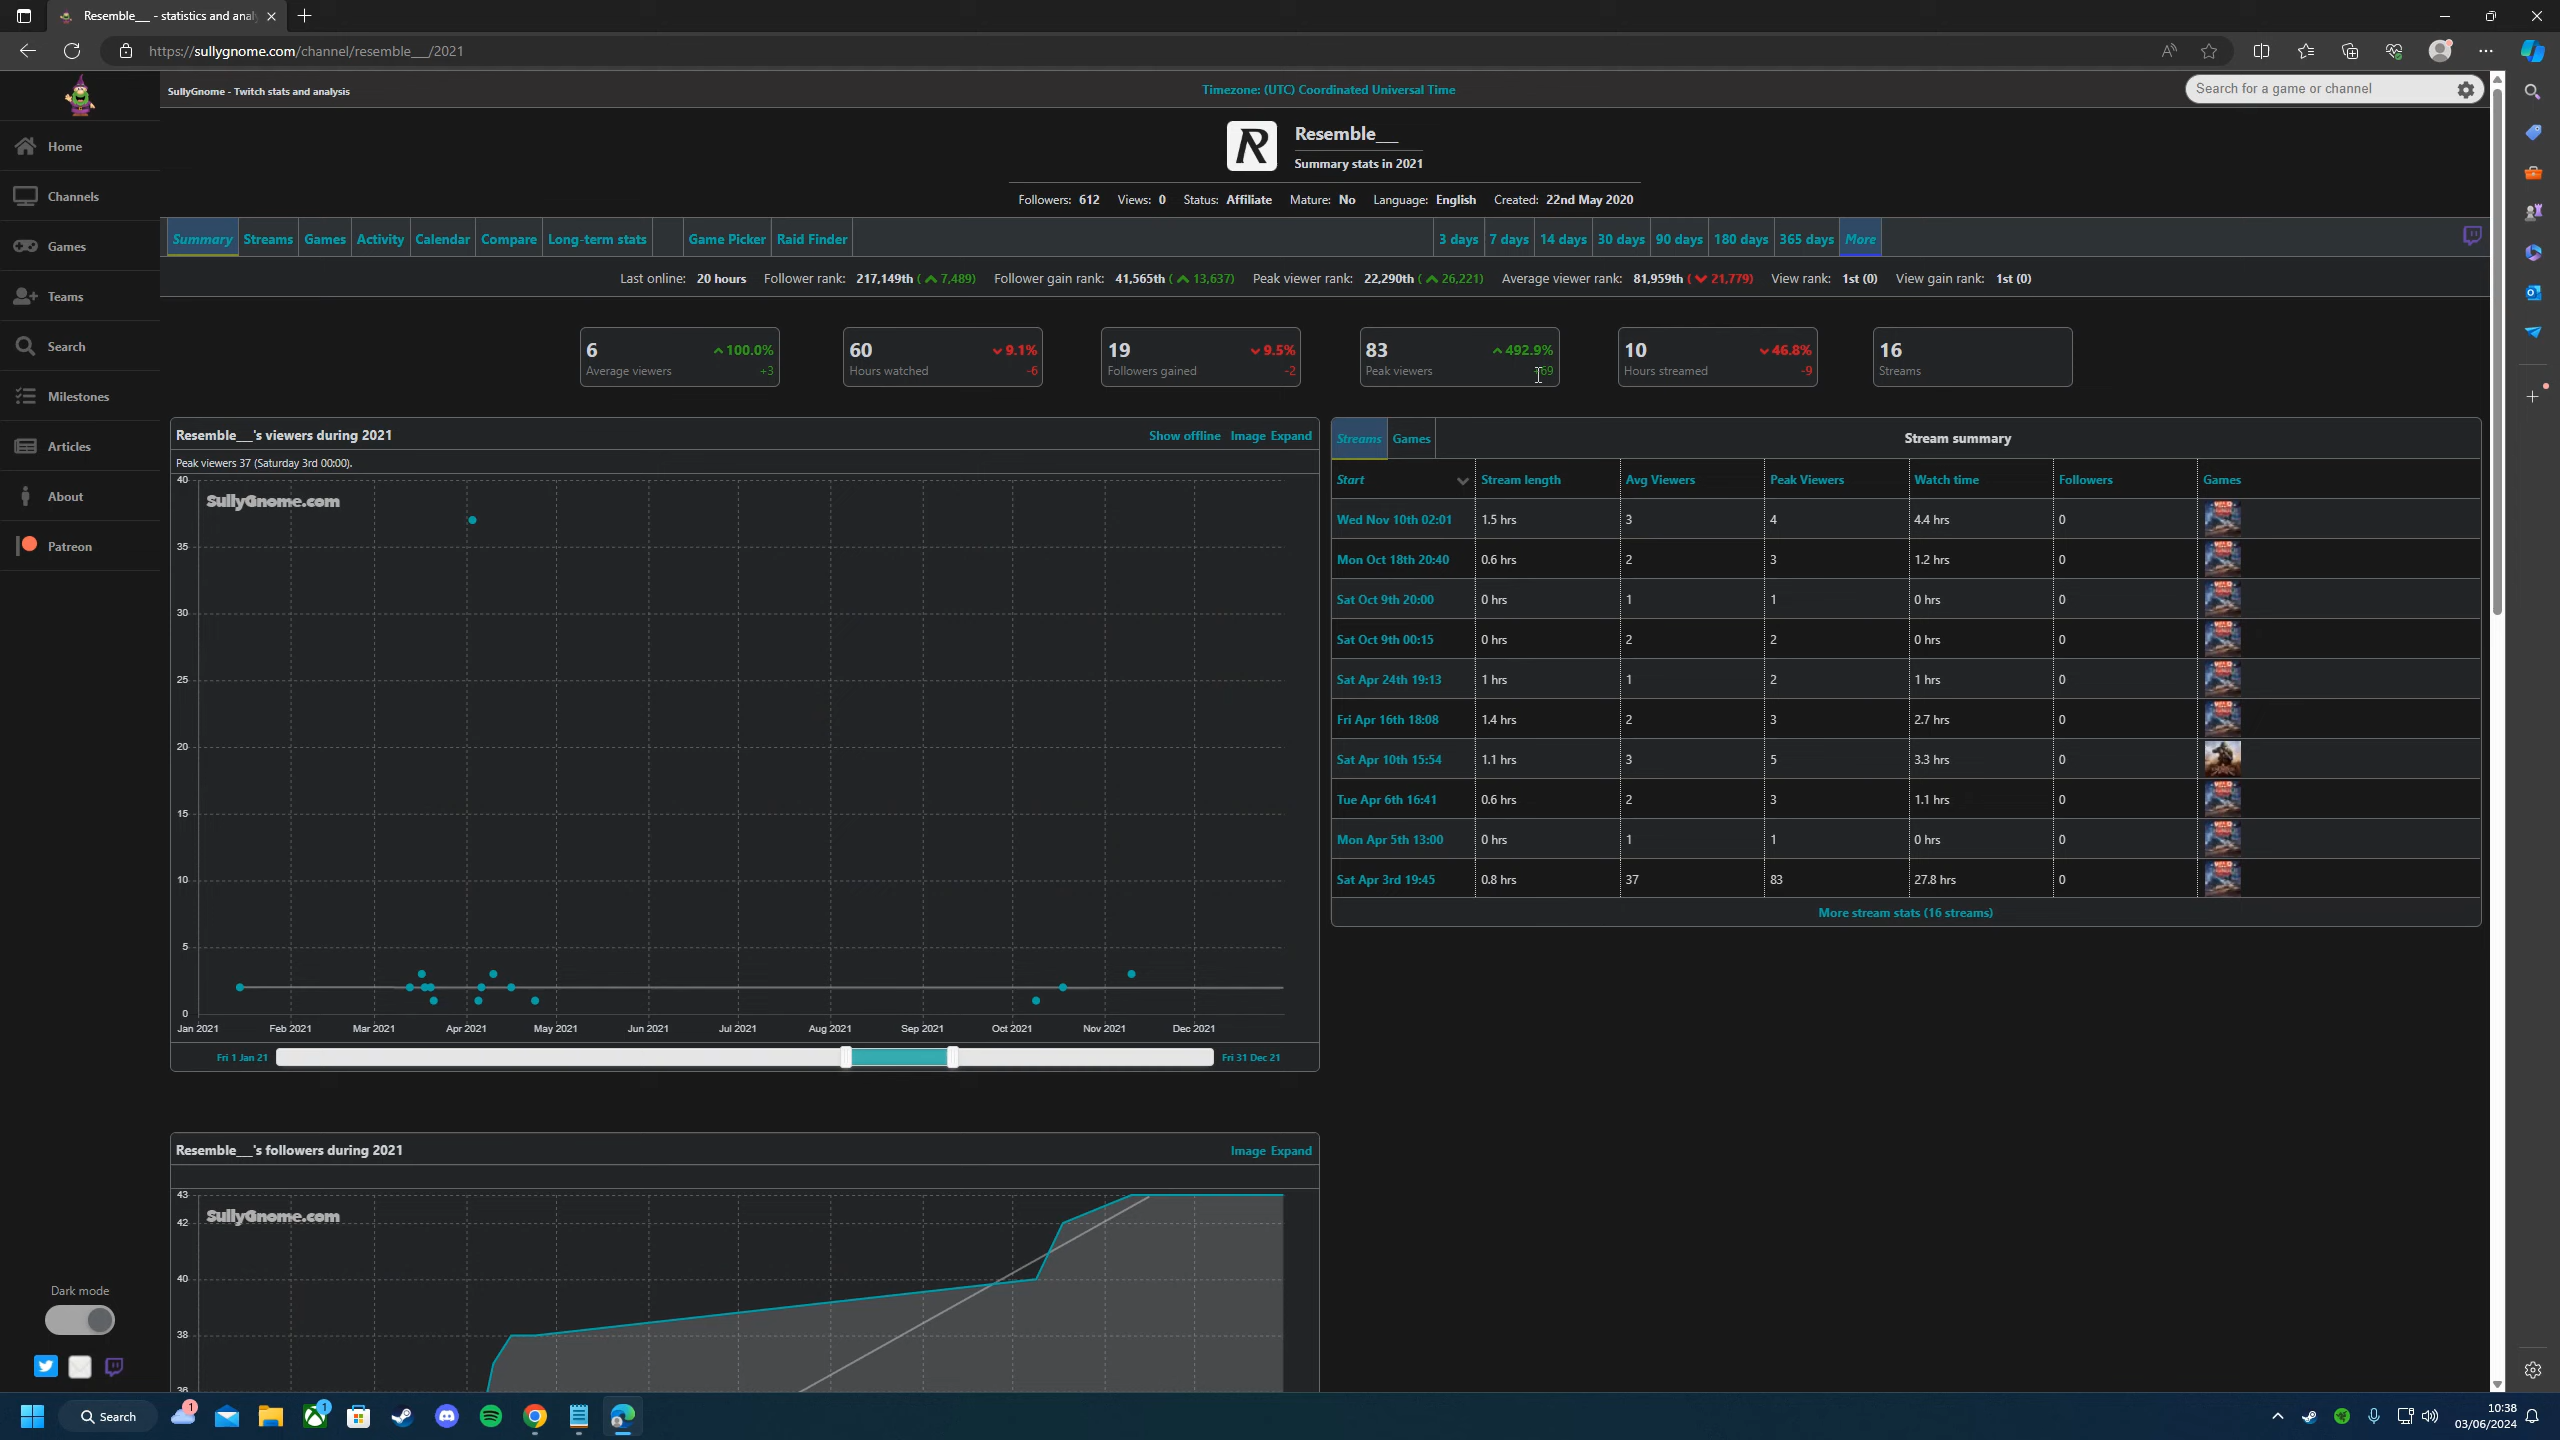 Resemble__ - statistics and anal
https://sullygnome.com/channel/resemble__/2021
SullyGnome - Twitch stats and analysis
Timezone: (UTC) Coordinated Universal Time
Search for a game or channel
Home
Channels
Games
Teams
Search
Milestones
Articles
About
Patreon
Resemble__
Summary stats in 2021
Followers: 612 Views: 0 Status: Affiliate Mature: No Language: English Created: 22nd May 2020
Summary Streams Games Activity Calendar Compare Long-term stats Game Picker Raid Finder 3 days 7 days 14 days 30 days 90 days 180 days 365 days More
Last online: 20 hours Follower rank: 217,149th ( 7,489) Follower gain rank: 41,565th ( 13,637) Peak viewer rank: 22,290th ( 26,221) Average viewer rank: 81,959th ( 21,779) View rank: 1st (0) View gain rank: 1st (0)
6 100.0%
Average viewers +3
60 9.1%
Hours watched -6
19 9.5%
Followers gained -2
83 492.9%
Peak viewers 69
10 46.8%
Hours streamed -9
16
Streams
Resemble__'s viewers during 2021
Show offline Image Expand
Peak viewers 37 (Saturday 3rd 00:00).
SullyGnome.com
40
35
30
25
20
15
10
5
0
Jan 2021 Feb 2021 Mar 2021 Apr 2021 May 2021 Jun 2021 Jul 2021 Aug 2021 Sep 2021 Oct 2021 Nov 2021 Dec 2021
Fri 1 Jan 21 Fri 31 Dec 21
Streams Games Stream summary
Start Stream length Avg Viewers Peak Viewers Watch time Followers Games
Wed Nov 10th 02:01 1.5 hrs 3 4 4.4 hrs 0
Mon Oct 18th 20:40 0.6 hrs 2 3 1.2 hrs 0
Sat Oct 9th 20:00 0 hrs 1 1 0 hrs 0
Sat Oct 9th 00:15 0 hrs 2 2 0 hrs 0
Sat Apr 24th 19:13 1 hrs 1 2 1 hrs 0
Fri Apr 16th 18:08 1.4 hrs 2 3 2.7 hrs 0
Sat Apr 10th 15:54 1.1 hrs 3 5 3.3 hrs 0
Tue Apr 6th 16:41 0.6 hrs 2 3 1.1 hrs 0
Mon Apr 5th 13:00 0 hrs 1 1 0 hrs 0
Sat Apr 3rd 19:45 0.8 hrs 37 83 27.8 hrs 0
More stream stats (16 streams)
Resemble__'s followers during 2021
Image Expand
SullyGnome.com
43
42
40
38
36
Dark mode
Search
1
1
10:38
03/06/2024